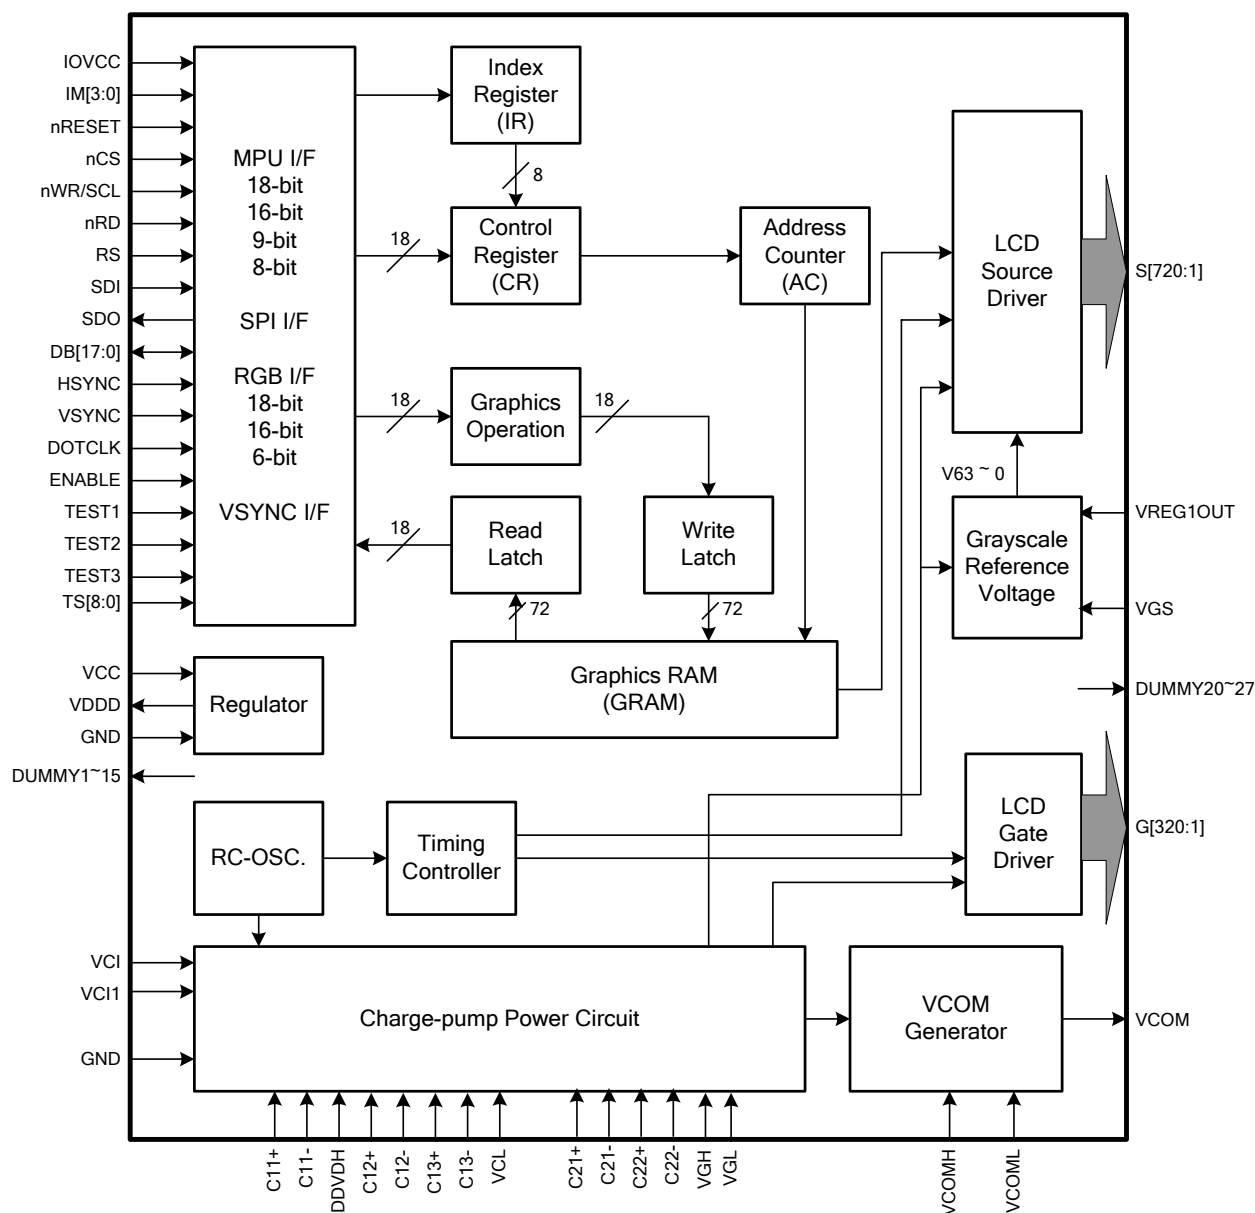 IOVCC
IM[3:0]
nRESET
nCS
nWR/SCL
nRD
RS
SDI
SDO
DB[17:0]
HSYNC
VSYNC
DOTCLK
ENABLE
TEST1
TEST2
TEST3
TS[8:0]
MPU I/F
18-bit
16-bit
9-bit
8-bit
SPI I/F
RGB I/F
18-bit
16-bit
6-bit
VSYNC I/F
Index
Register
(IR)
8
18
Control
Register
(CR)
Address
Counter
(AC)
18
Graphics
Operation
18
18
Read
Latch
Write
Latch
72
72
Graphics RAM
(GRAM)
LCD
Source
Driver
S[720:1]
V63 ~ 0
Grayscale
Reference
Voltage
VREG1OUT
VGS
DUMMY20~27
VCC
VDDD
GND
Regulator
DUMMY1~15
RC-OSC.
Timing
Controller
LCD
Gate
Driver
G[320:1]
VCI
VCI1
GND
Charge-pump Power Circuit
VCOM
Generator
VCOM
C11+
C11-
DDVDH
C12+
C12-
C13+
C13-
VCL
C21+
C21-
C22+
C22-
VGH
VGL
VCOMH
VCOML